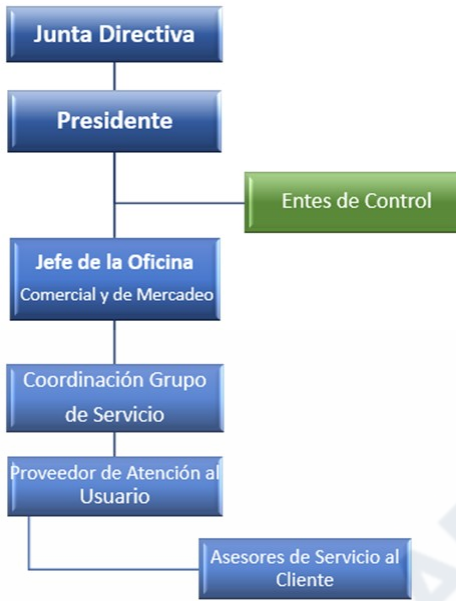 Junta Directiva
Presidente
Entes de Control
Jefe de la Oficina
Comercial y de Mercadeo
Coordinación Grupo
de Servicio
Proveedor de Atención al
Usuario
Asesores de Servicio al
Cliente